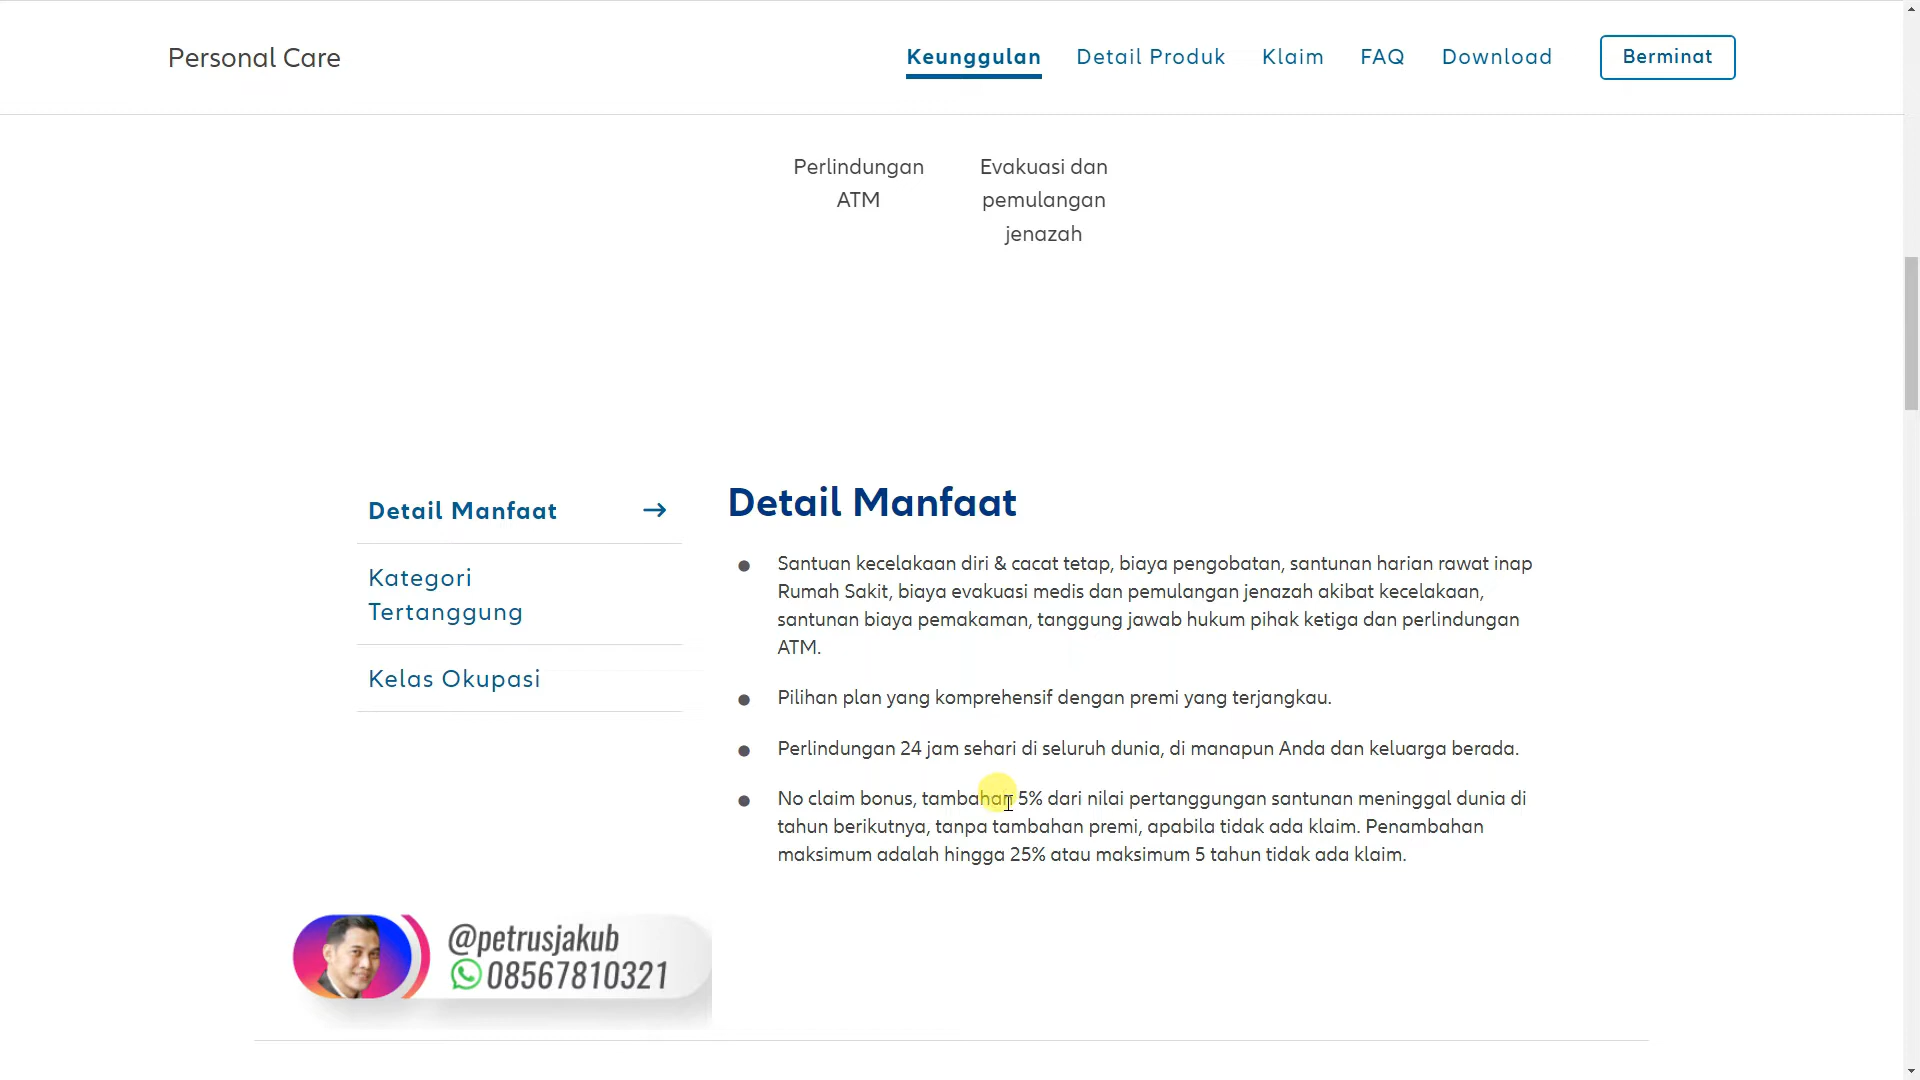 Personal Care
Keunggulan
Detail Produk
Klaim
FAQ
Download
Berminat
Perlindungan
ATM
Evakuasi dan
pemulangan
jenazah
Detail Manfaat
Kategori
Tertanggung
Kelas Okupasi
Detail Manfaat
Santuan kecelakaan diri & cacat tetap, biaya pengobatan, santunan harian rawat inap
Rumah Sakit, biaya evakuasi medis dan pemulangan jenazah akibat kecelakaan,
santunan biaya pemakaman, tanggung jawab hukum pihak ketiga dan perlindungan
ATM.
Pilihan plan yang komprehensif dengan premi yang terjangkau.
Perlindungan 24 jam sehari di seluruh dunia, di manapun Anda dan keluarga berada.
No claim bonus, tambahan 5% dari nilai pertanggungan santunan meninggal dunia di
tahun berikutnya, tanpa tambahan premi, apabila tidak ada klaim. Penambahan
maksimum adalah hingga 25% atau maksimum 5 tahun tidak ada klaim.
@petrusjakub
08567810321